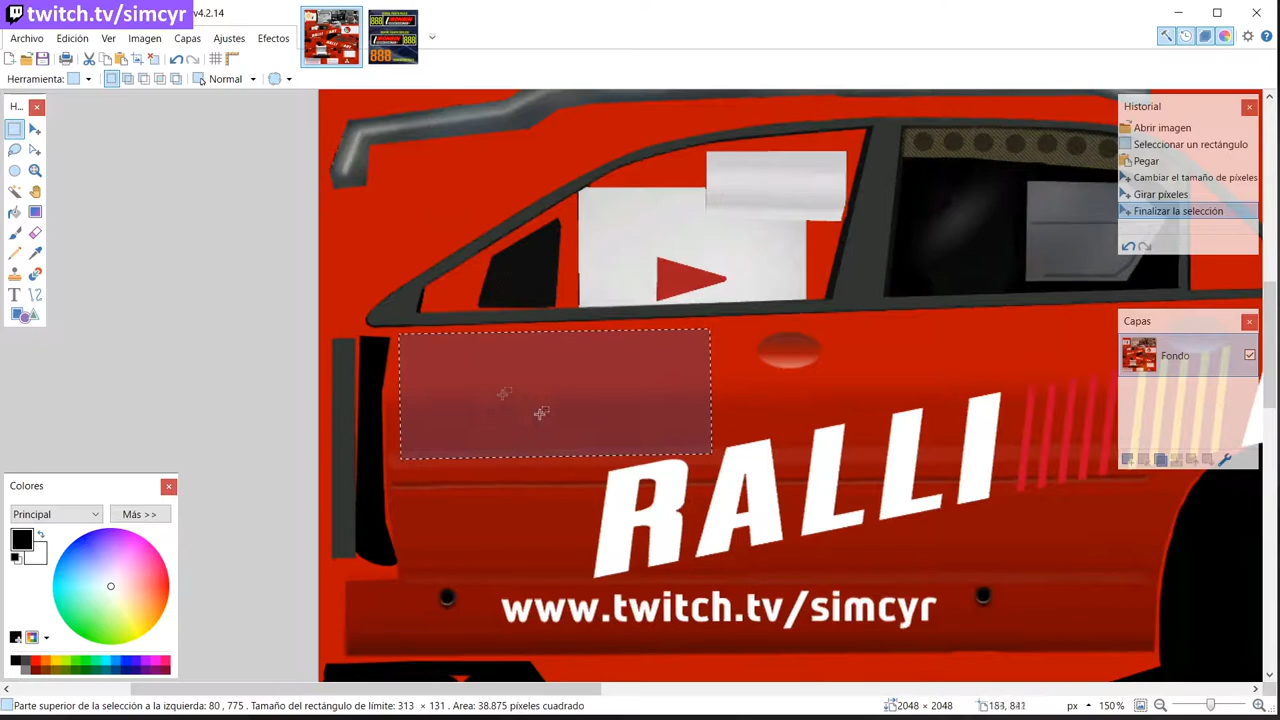 twitch.tv/simcyr
v4.2.14
Archivo Edición Ver Imagen Capas Ajustes Efectos
Herramienta: Normal
H...
Historial
Abrir imagen
Seleccionar un rectángulo
Pegar
Cambiar el tamaño de píxeles
Girar píxeles
Finalizar la selección
Capas
Fondo
RALLI
www.twitch.tv/simcyr
Colores
Principal
Más >>
Parte superior de la selección a la izquierda: 80 , 775. Tamaño del rectángulo de límite: 313 × 131. Area: 38.875 píxeles cuadrado
2048 × 2048
px
150%